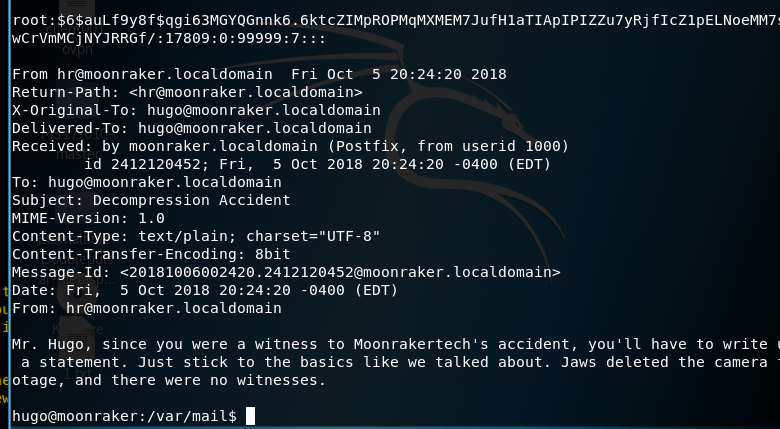 root:$6$auLf9y8f$qgi63MGYQGnnk6.6ktcZIMpROPMqMXMEM7JufH1aTIApIPIZZu7yRjfIcZ1pELNoeMM7s
wCrVmMCjNYJRRGf/:17809:0:99999:7:::
From hr@moonraker.localdomain  Fri Oct  5 20:24:20 2018
Return-Path: <hr@moonraker.localdomain>
X-Original-To: hugo@moonraker.localdomain
Delivered-To: hugo@moonraker.localdomain
Received: by moonraker.localdomain (Postfix, from userid 1000)
        id 2412120452; Fri,  5 Oct 2018 20:24:20 -0400 (EDT)
To: hugo@moonraker.localdomain
Subject: Decompression Accident
MIME-Version: 1.0
Content-Type: text/plain; charset="UTF-8"
Content-Transfer-Encoding: 8bit
Message-Id: <20181006002420.2412120452@moonraker.localdomain>
Date: Fri,  5 Oct 2018 20:24:20 -0400 (EDT)
From: hr@moonraker.localdomain
Mr. Hugo, since you were a witness to Moonrakertech's accident, you'll have to write u
 a statement. Just stick to the basics like we talked about. Jaws deleted the camera f
otage, and there were no witnesses.
hugo@moonraker:/var/mail$